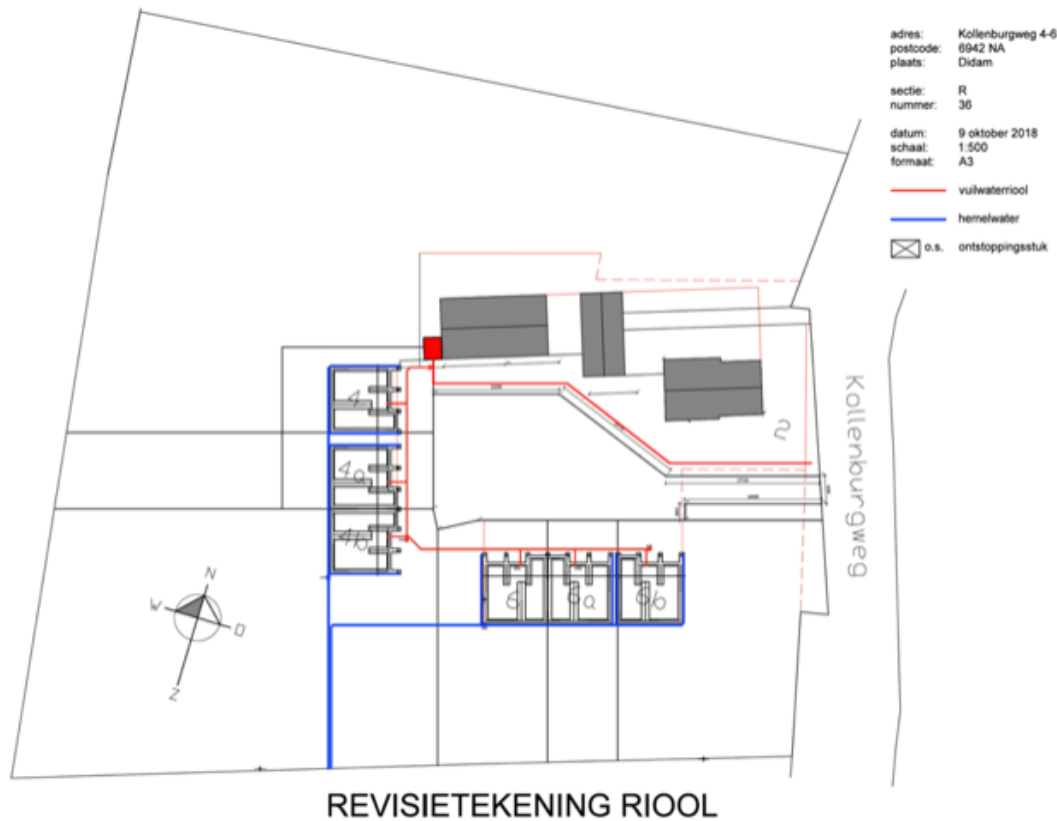 adres: Kollenburgweg 4-6
postcode: 6942 NA
plaats: Didam
sectie: R
nummer: 36
datum: 9 oktober 2018
schaal: 1:500
formaat: A3
vuilwaterriool
hemelwater
o.s. ontstoppingsstuk
Kollenburgweg
2
4
4a
4b
6
6a
6b
N
W
O
Z
REVISIETEKENING RIOOL